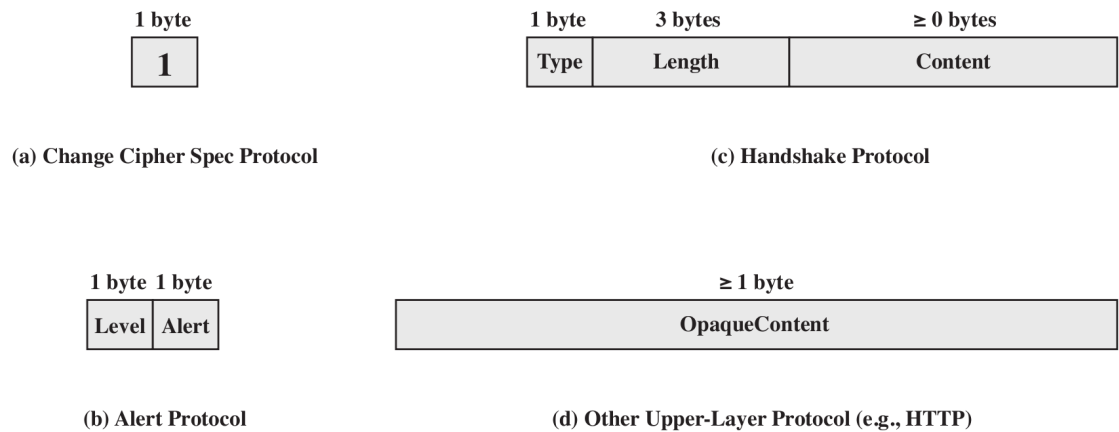 1 byte
1
(a) Change Cipher Spec Protocol
1 byte 3 bytes ≥ 0 bytes
Type Length Content
(c) Handshake Protocol
1 byte 1 byte
Level Alert
(b) Alert Protocol
≥ 1 byte
OpaqueContent
(d) Other Upper-Layer Protocol (e.g., HTTP)